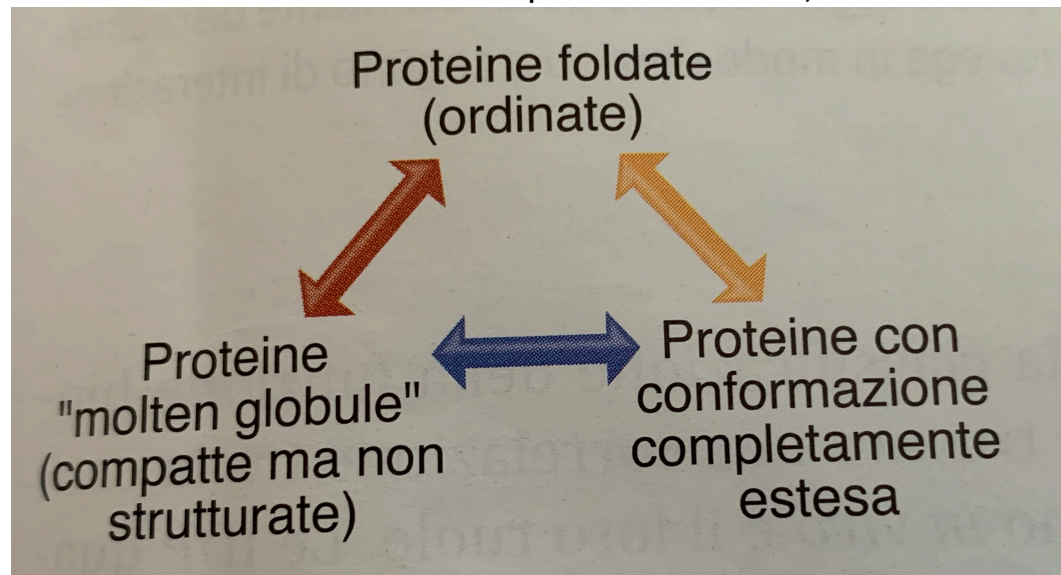 Proteine foldate
(ordinate)
Proteine
"molten globule"
(compatte ma non
strutturate)
Proteine con
conformazione
completamente
estesa